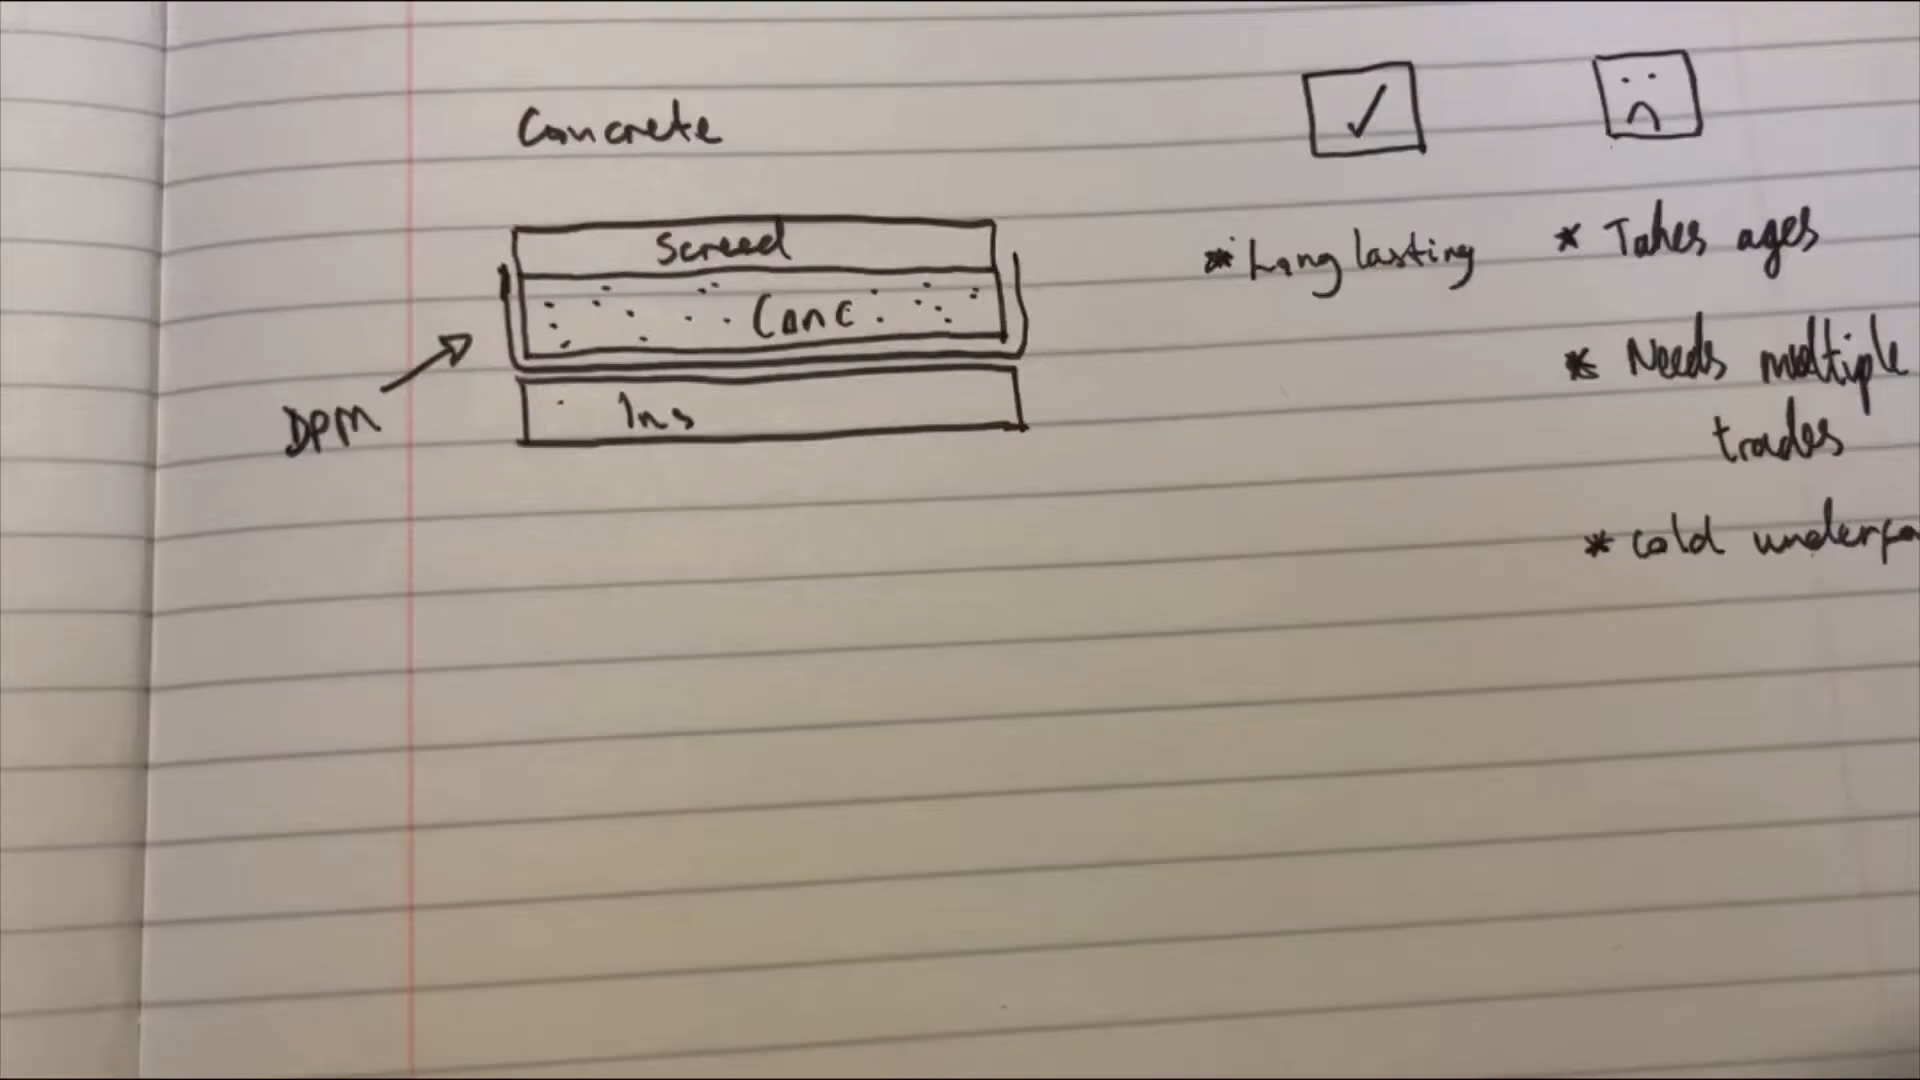 Concrete
Screed
Conc
DPM
Ins
* Long lasting
* Takes ages
* Needs multiple
trades
* cold